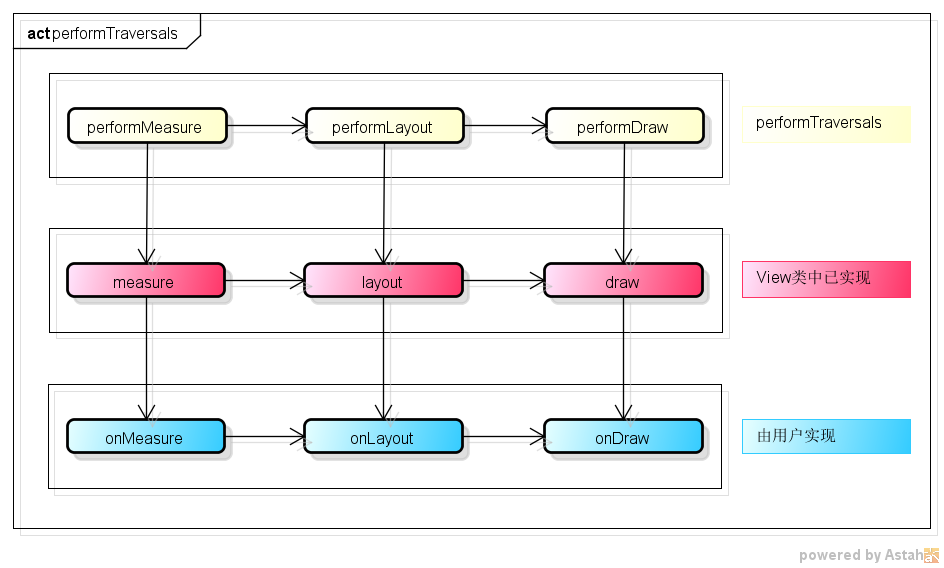 act performTraversals
performMeasure performLayout performDraw performTraversals
measure layout draw View类中已实现
onMeasure onLayout onDraw 由用户实现
powered by Astah